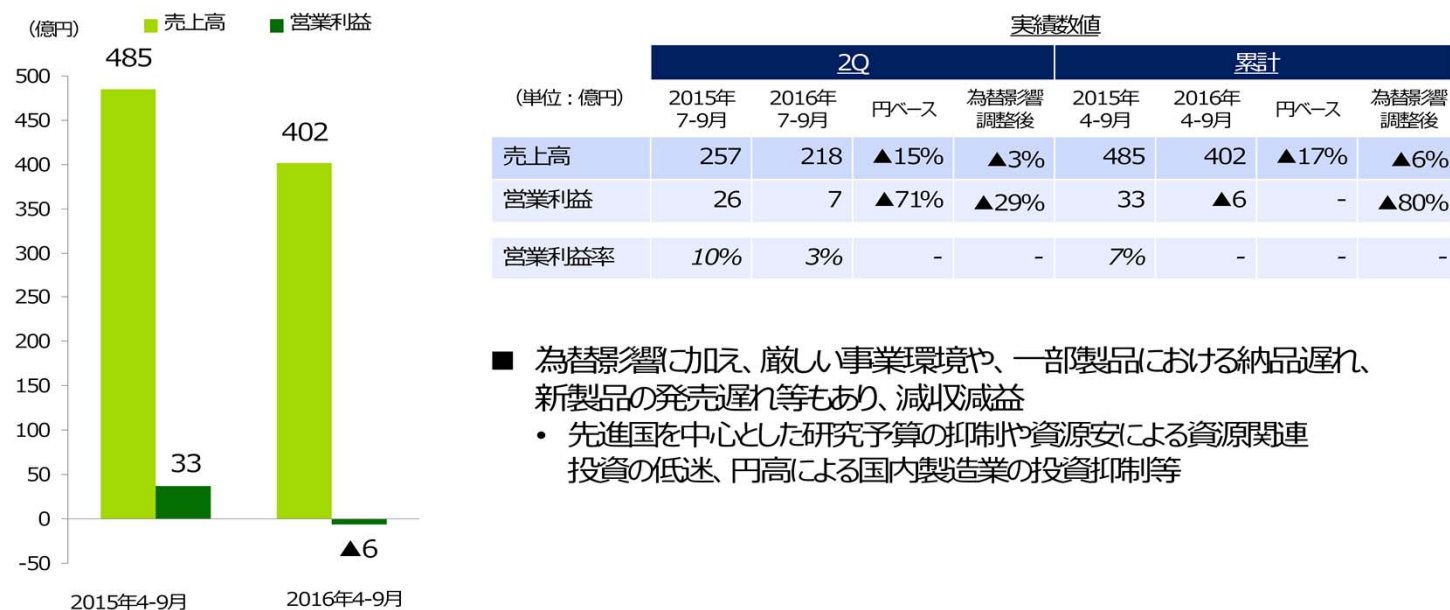 （億円） 売上高 営業利益
485
500
450
402
400
350
300
250
200
150
100
50
33
0
▲6
-50
2015年4-9月 2016年4-9月
実績数値
2Q 累計
（単位：億円） 2015年7-9月 2016年7-9月 円ベース 為替影響調整後 2015年4-9月 2016年4-9月 円ベース 為替影響調整後
売上高 257 218 ▲15% ▲3% 485 402 ▲17% ▲6%
営業利益 26 7 ▲71% ▲29% 33 ▲6 - ▲80%
営業利益率 10% 3% - - 7% - - -
■ 為替影響に加え、厳しい事業環境や、一部製品における納品遅れ、
新製品の発売遅れ等もあり、減収減益
• 先進国を中心とした研究予算の抑制や資源安による資源関連
投資の低迷、円高による国内製造業の投資抑制等